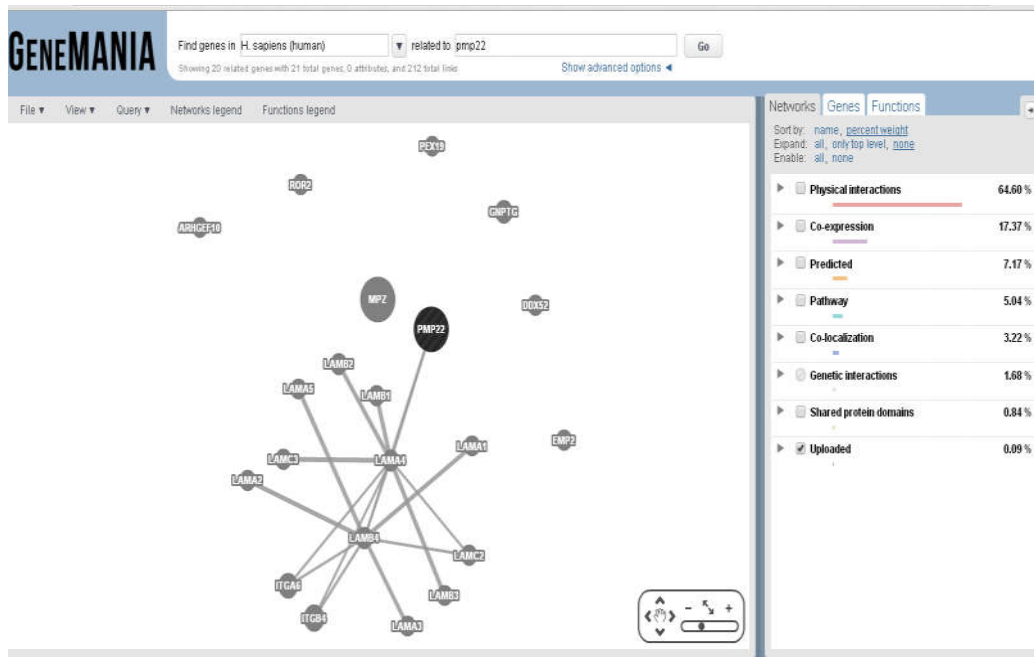 GENEMANIA
Find genes in H. sapiens (human) ▼ related to pmp22 Go
Showing 20 related genes with 21 total genes, 0 attributes, and 212 total links
Show advanced options ◀
File ▼ View ▼ Query ▼ Networks legend Functions legend
Networks Genes Functions
Sort by: name, percent weight
Expand: all, only top level, none
Enable: all, none
Physical interactions 64.60 %
Co-expression 17.37 %
Predicted 7.17 %
Pathway 5.04 %
Co-localization 3.22 %
Genetic interactions 1.68 %
Shared protein domains 0.84 %
Uploaded 0.09 %
PEX19
ROR2
GNPTG
ARHGEF10
MPZ
DDX52
PMP22
LAMB2
LAMA5
LAMB1
EMP2
LAMA1
LAMC3
LAMA4
LAMA2
LAMB4
LAMC2
ITGA6
LAMB3
ITGB4
LAMA3